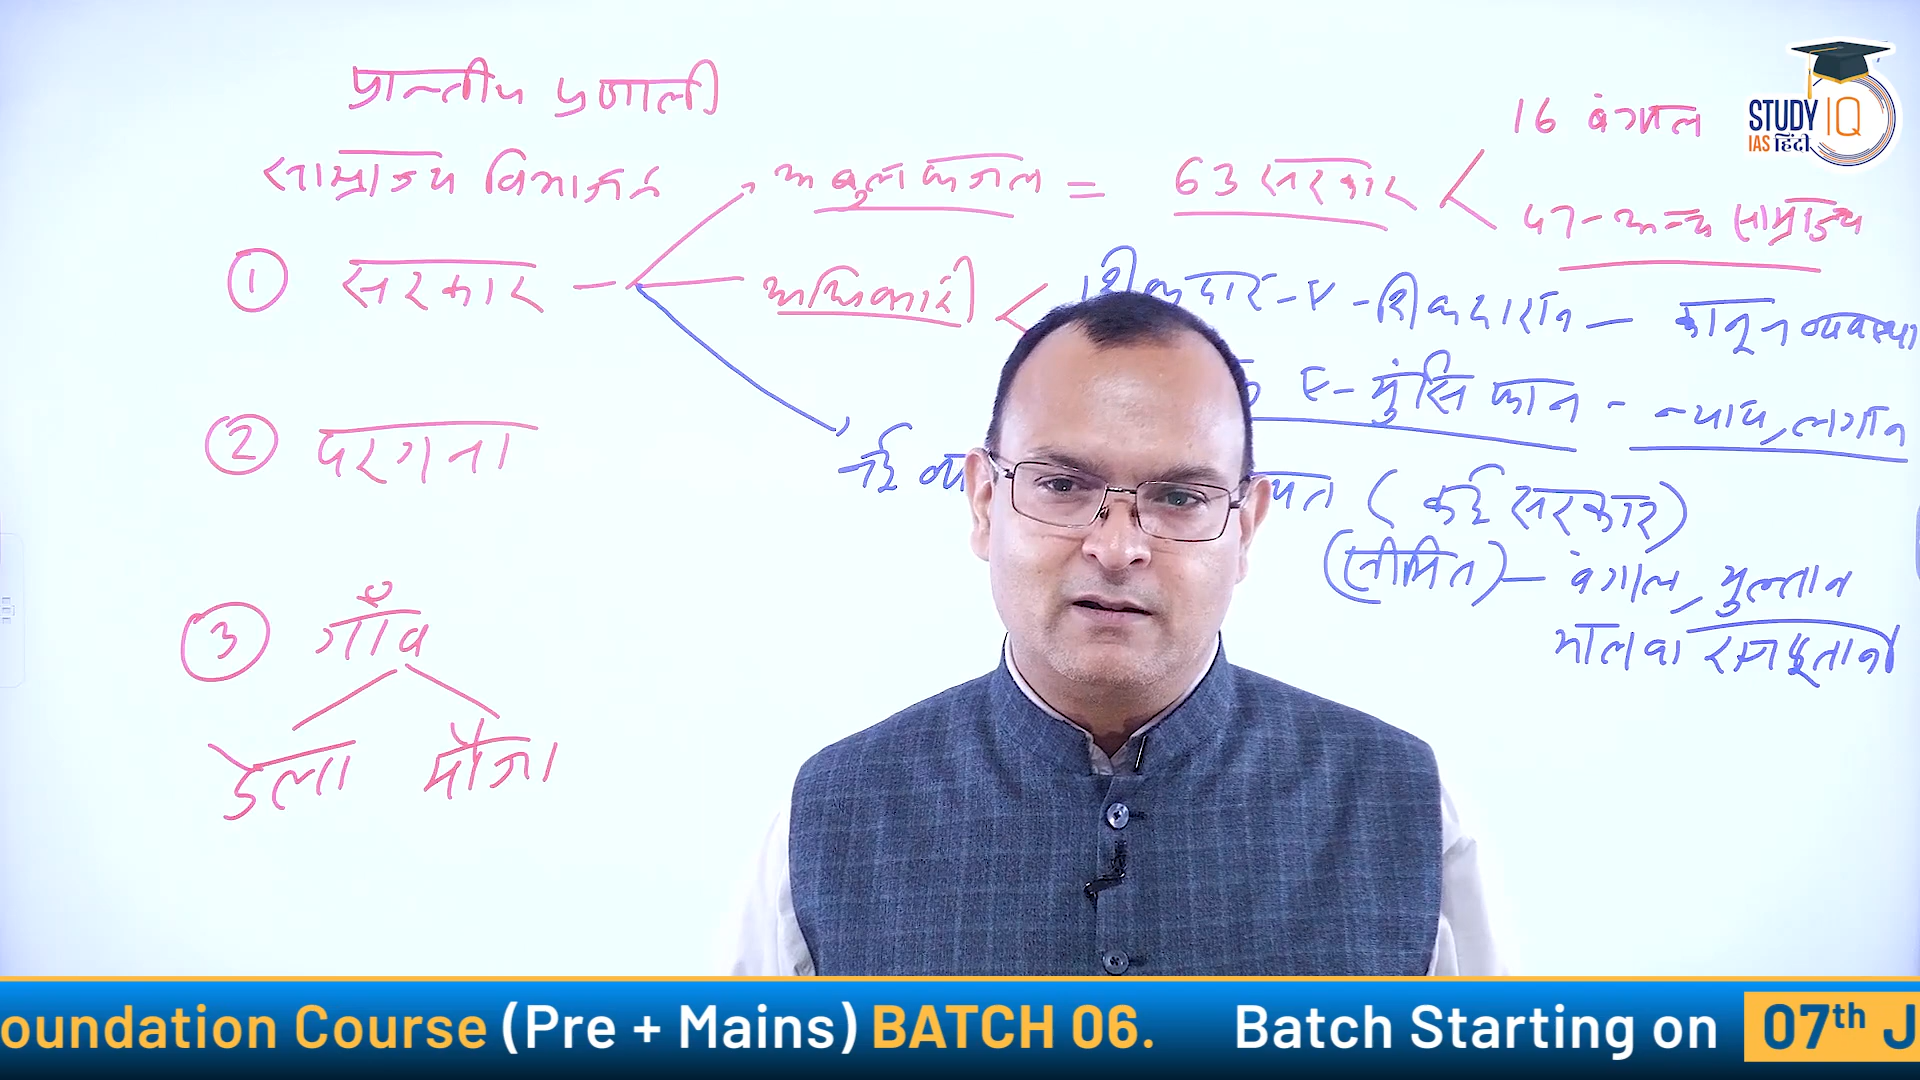 प्रान्तीय प्रणाली
साम्राज्य विभाजन
अबुल फजल = 63 सरकार
16 बंगाल
47 - अन्य साम्राज्य
① सरकार
अधिकारी
शिकदार-ए-शिकदारान - कानून व्यवस्था
ए-मुंसिफान - न्याय, लगान
नई
(कई सरकार)
(सीमित) - बंगाल, मुल्तान
मालवा राजपूताना
② परगना
③ गाँव
मौजा
STUDY IQ
IAS हिंदी
oundation Course (Pre + Mains) BATCH 06. Batch Starting on 07th J